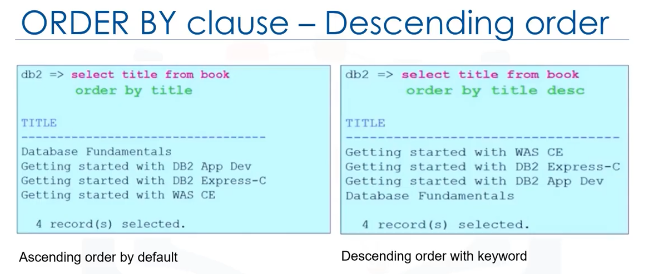 ORDER BY clause – Descending order
db2 => select title from book
order by title
TITLE
----------------------------------
Database Fundamentals
Getting started with DB2 App Dev
Getting started with DB2 Express-C
Getting started with WAS CE
4 record(s) selected.
Ascending order by default
db2 => select title from book
order by title desc
TITLE
--------------------------------------
Getting started with WAS CE
Getting started with DB2 Express-C
Getting started with DB2 App Dev
Database Fundamentals
4 record(s) selected.
Descending order with keyword